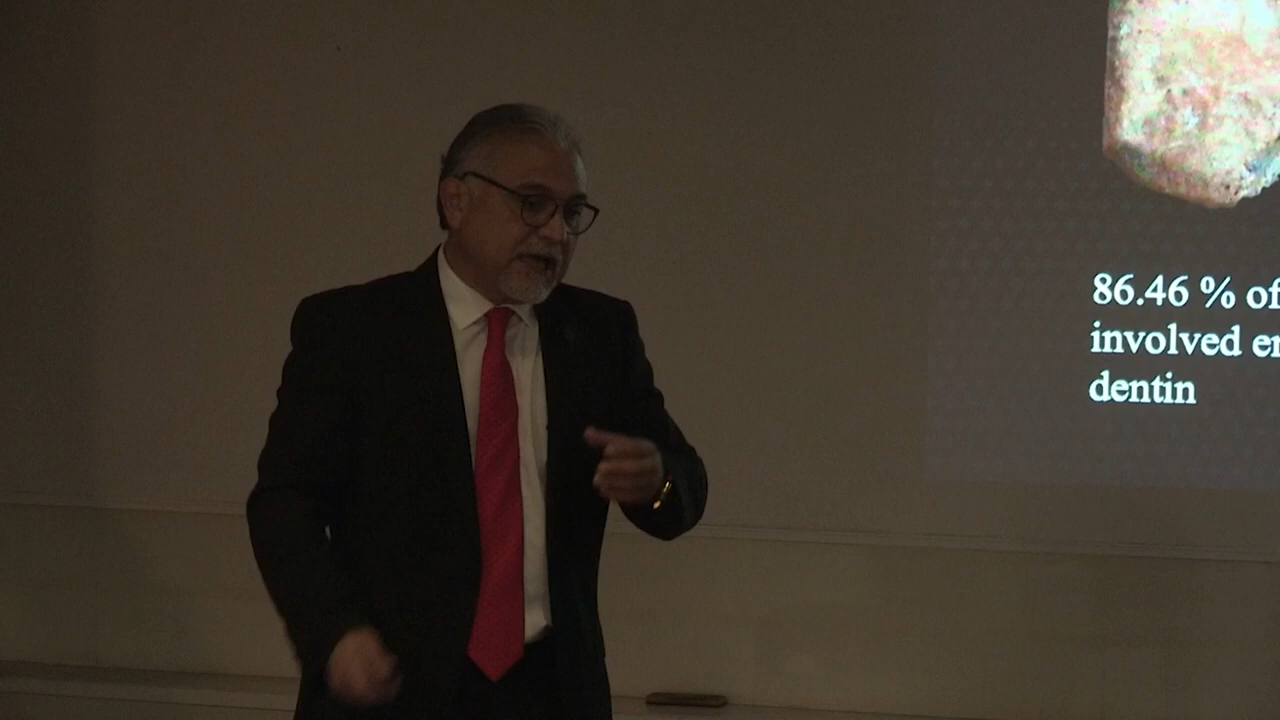 86.46 % of
involved
dentin